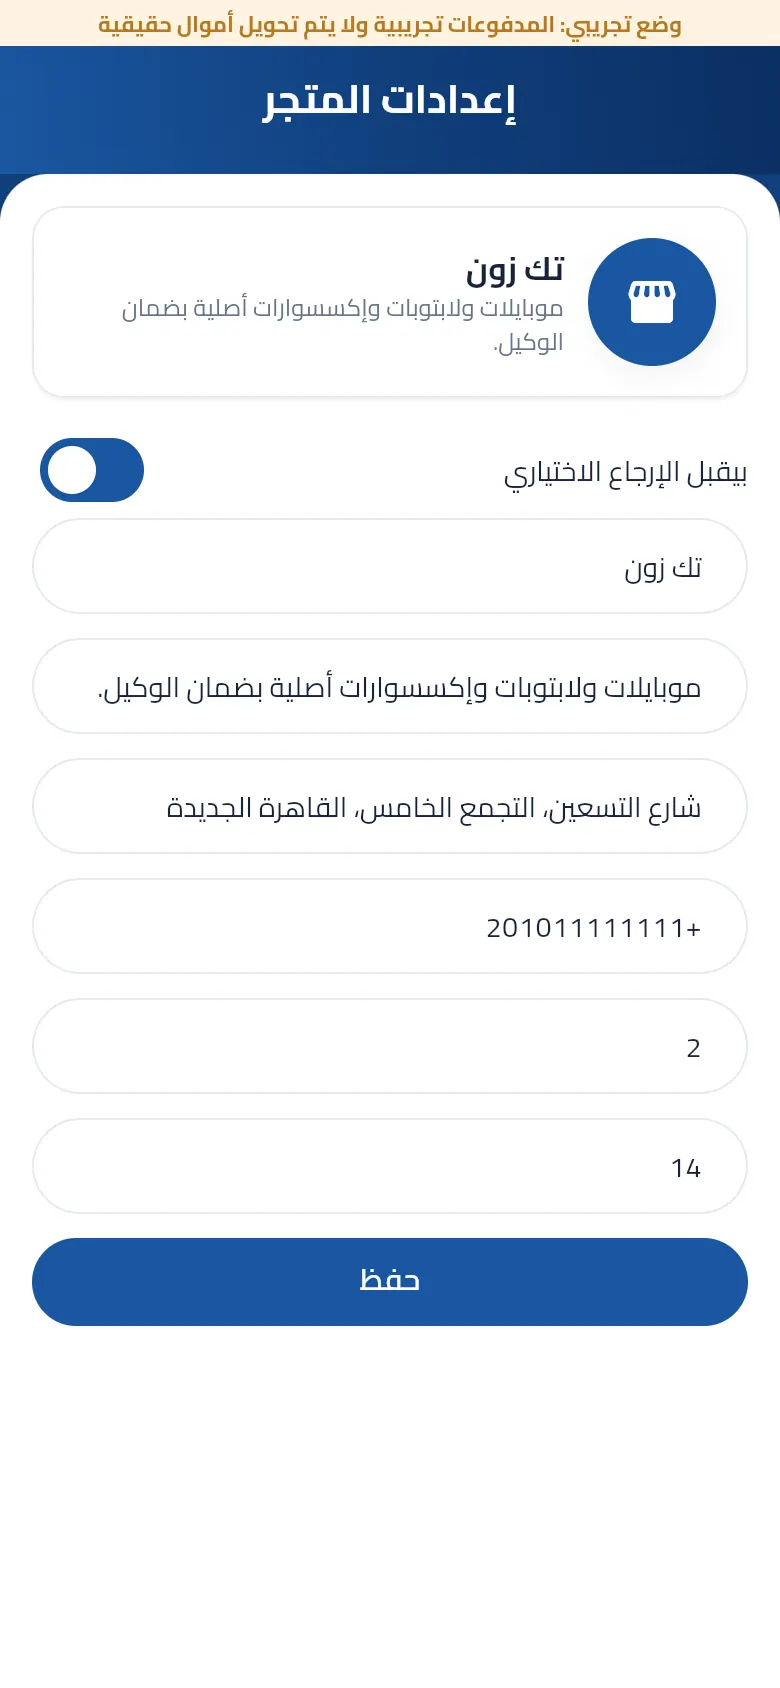 وضع تجريبي: المدفوعات تجريبية ولا يتم تحويل أموال حقيقية
إعدادات المتجر
تك زون
موبايلات ولابتوبات وإكسسوارات أصلية بضمان
الوكيل.
بيقبل الإرجاع الاختياري
تك زون
موبايلات ولابتوبات وإكسسوارات أصلية بضمان الوكيل.
شارع التسعين، التجمع الخامس، القاهرة الجديدة
+201011111111
2
14
حفظ